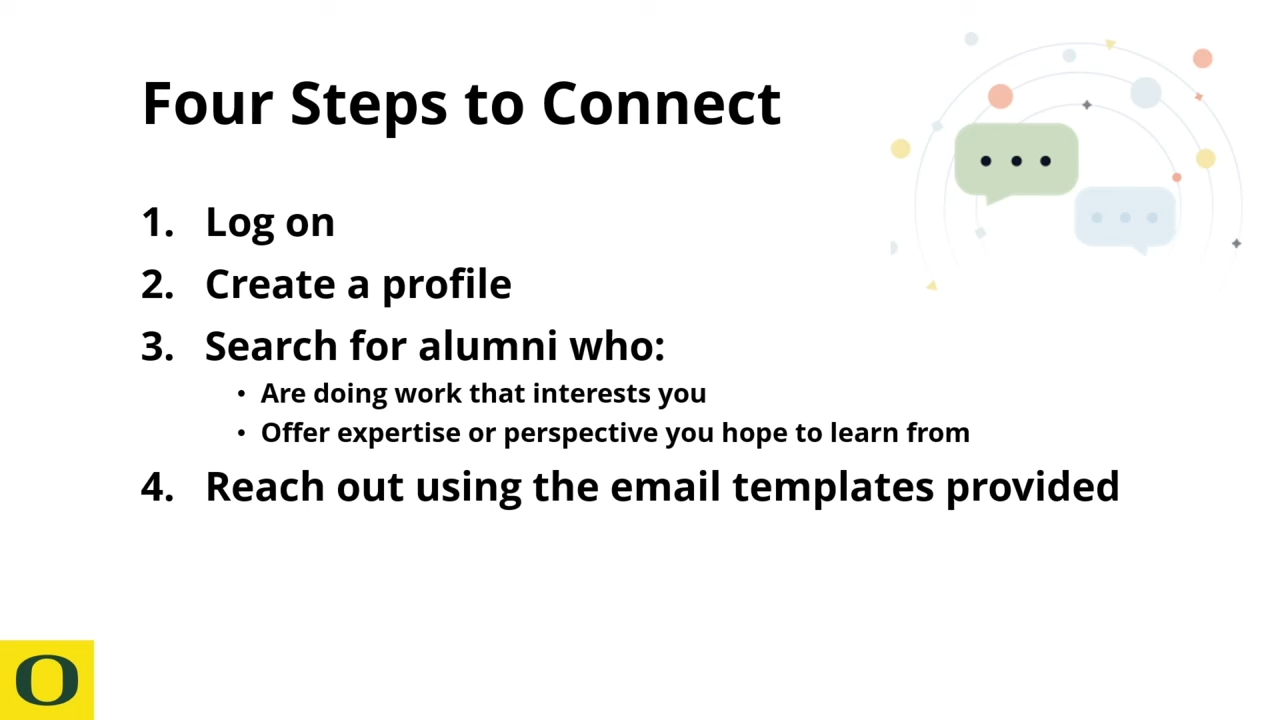 Four Steps to Connect
1. Log on
2. Create a profile
3. Search for alumni who:
• Are doing work that interests you
• Offer expertise or perspective you hope to learn from
4. Reach out using the email templates provided
O